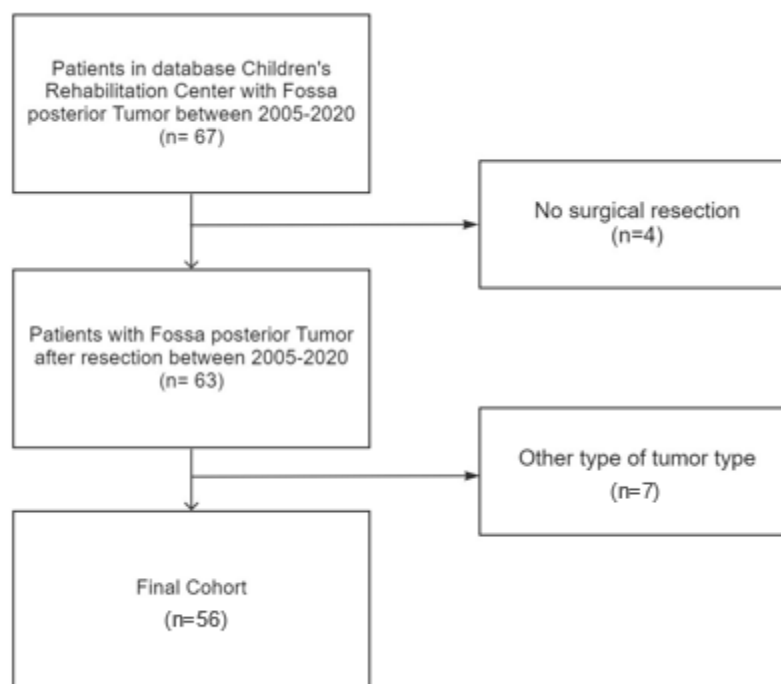 Patients in database Children's
Rehabilitation Center with Fossa
posterior Tumor between 2005-2020
(n= 67)
No surgical resection
(n=4)
Patients with Fossa posterior Tumor
after resection between 2005-2020
(n= 63)
Other type of tumor type
(n=7)
Final Cohort
(n=56)